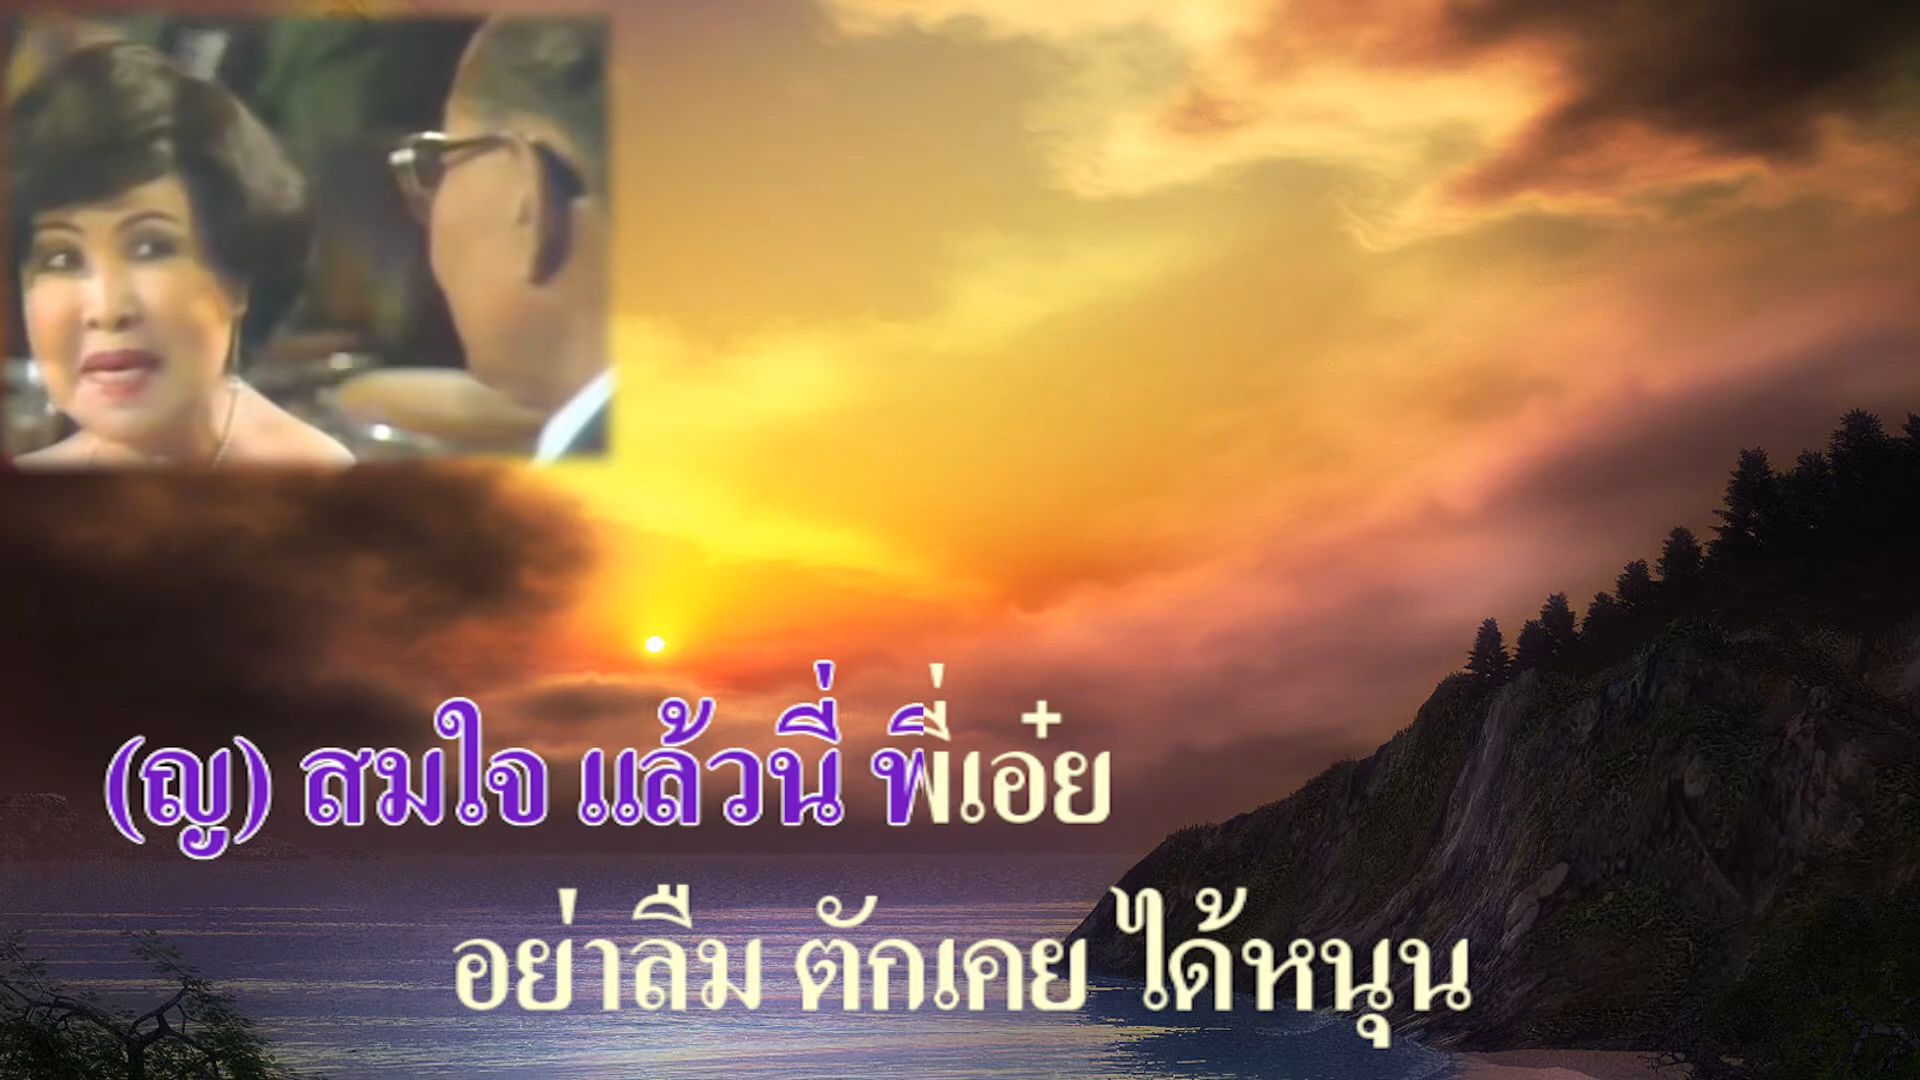 (ญ) สมใจ แล้วนี่ พี่เอ๋ย
อย่าลืม ตักเคย ได้หนุน